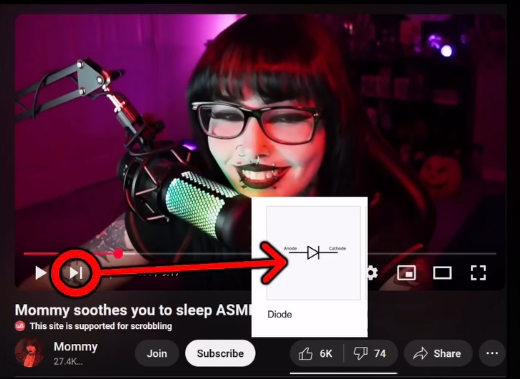 Anode
Cathode
Diode
Mommy soothes you to sleep ASM
This site is supported for scrobbling
Mommy
27.4K...
Join
Subscribe
6K
74
Share